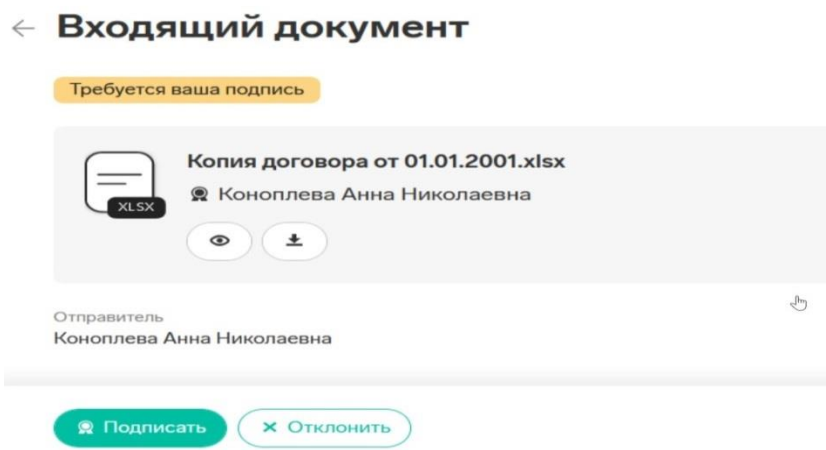 Входящий документ
Требуется ваша подпись
Копия договора от 01.01.2001.xlsx
Коноплева Анна Николаевна
XLSX
Отправитель
Коноплева Анна Николаевна
Подписать
Отклонить